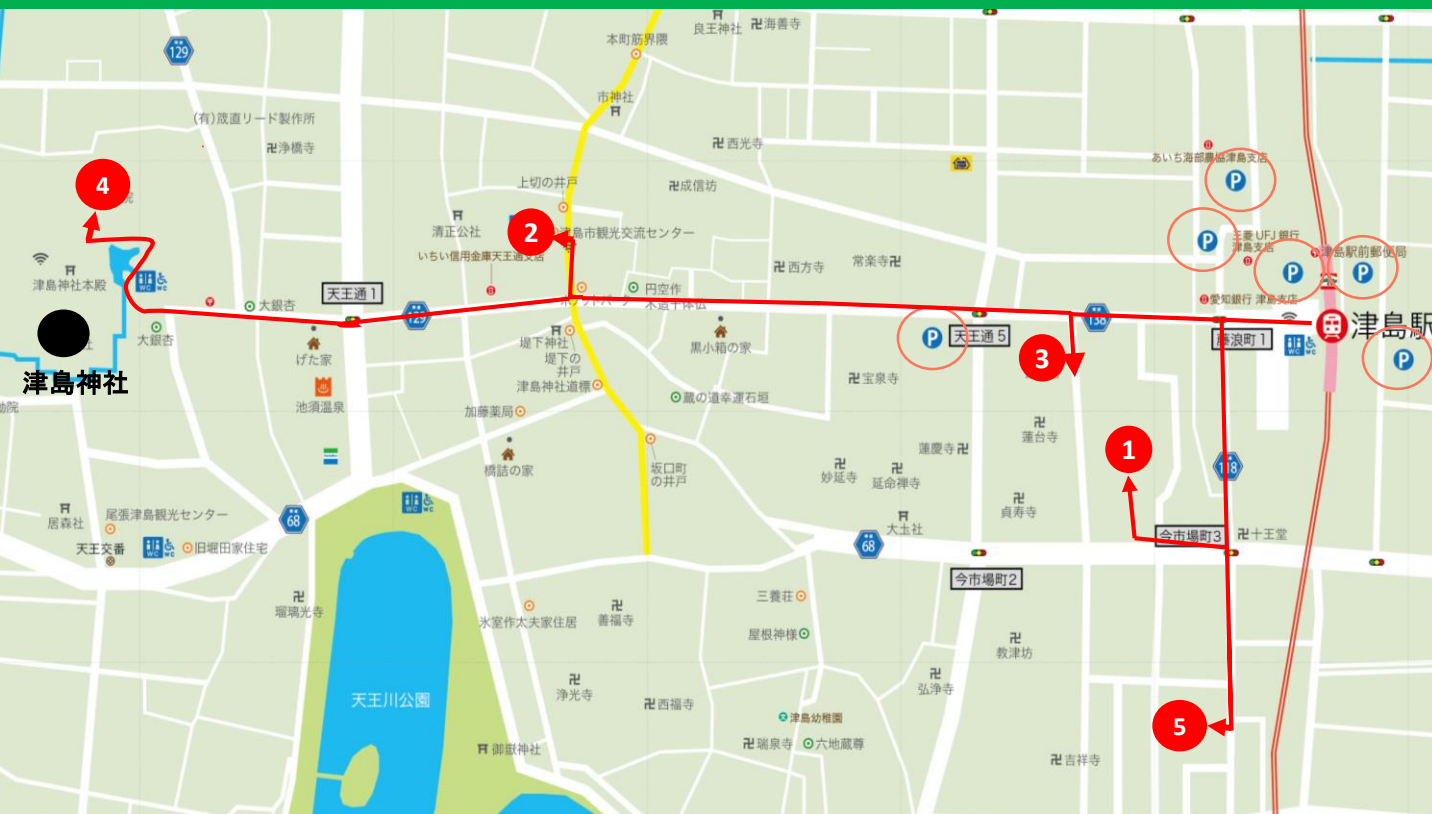 良王神社
海善寺
本町筋界隈
129
市神社
(有)筬直リード製作所
浄橋寺
西光寺
あいち海部農協津島支店
P
4
院
上切の井戸
成信坊
清正公社
2
津島市観光交流センター
P
三菱UFJ銀行
津島支店
いちい信用金庫天王通支店
西方寺
常楽寺
津島駅前郵便局
P
P
津島神社本殿
WC
WC
天王通1
大銀杏
円空作
愛知銀行 津島支店
津島駅
大銀杏
社
堤下神社
げた家
黒小箱の家
P
天王通5
3
藤浪町1
WC
WC
P
津島神社
堤下の
井戸
津島神社道標
池須温泉
宝泉寺
蔵の道幸運石垣
加藤薬局
蓮台寺
1
橋詰の家
坂口町
の井戸
蓮慶寺
妙延寺
延命禅寺
118
居森社
尾張津島観光センター
68
WC
WC
貞寿寺
大土社
天王交番
WC
WC
旧堀田家住宅
68
今市場町3
十王堂
今市場町2
瑠璃光寺
氷室作太夫家住居
善福寺
三養荘
屋根神様
教津坊
天王川公園
浄光寺
西福寺
弘浄寺
津島幼稚園
5
御嶽神社
瑞泉寺
六地蔵尊
吉祥寺